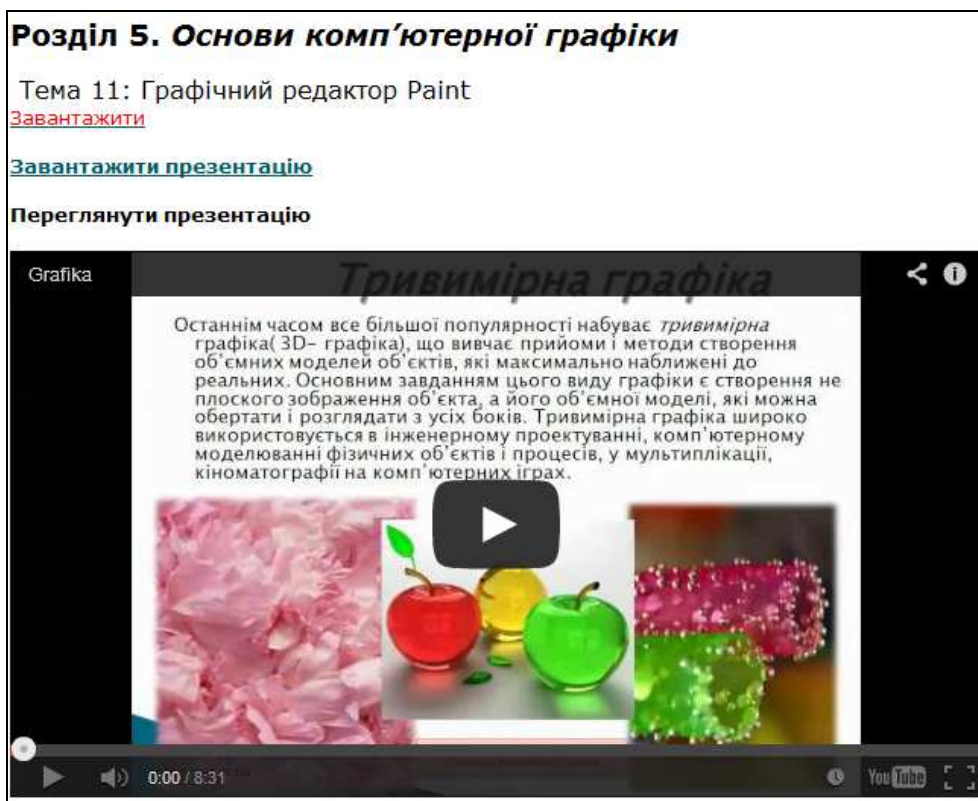 Розділ 5. Основи комп’ютерної графіки
Тема 11: Графічний редактор Paint
Завантажити
Завантажити презентацію
Переглянути презентацію
Grafika
Тривимірна графіка
Останнім часом все більшої популярності набуває тривимірна
графіка( 3D– графіка), що вивчає прийоми і методи створення
об’ємних моделей об’єктів, які максимально наближені до
реальних. Основним завданням цього виду графіки є створення не
плоского зображення об’єкта, а його об’ємної моделі, які можна
обертати і розглядати з усіх боків. Тривимірна графіка широко
використовується в інженерному проектуванні, комп’ютерному
моделюванні фізичних об’єктів і процесів, у мультиплікації,
кіноматографії на комп’ютерних іграх.
0:00 / 8:31
YouTube